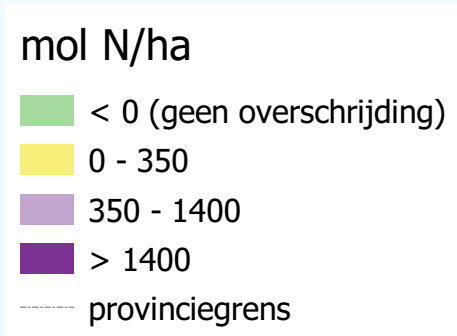 mol N/ha
< 0 (geen overschrijding)
0 - 350
350 - 1400
> 1400
provinciegrens